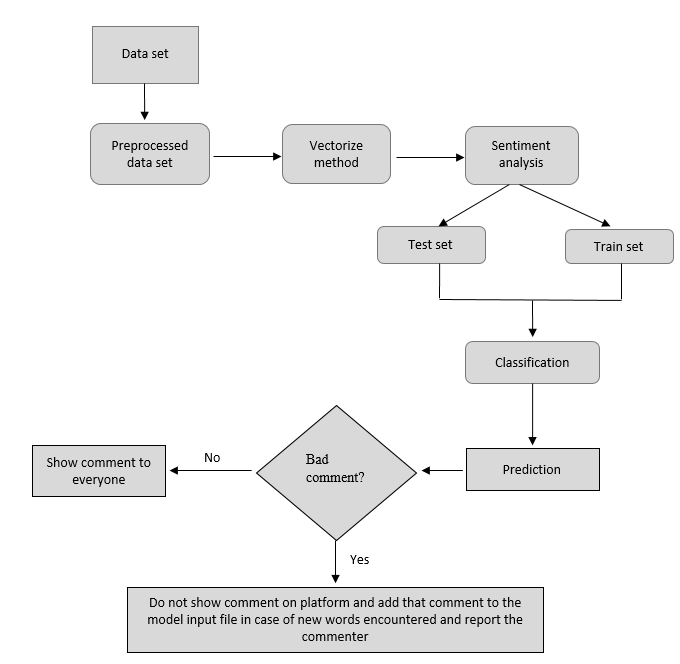 Data set
Preprocessed
data set
Vectorize
method
Sentiment
analysis
Test set
Train set
Classification
Prediction
Bad
comment?
No
Show comment to
everyone
Yes
Do not show comment on platform and add that comment to the
model input file in case of new words encountered and report the
commenter